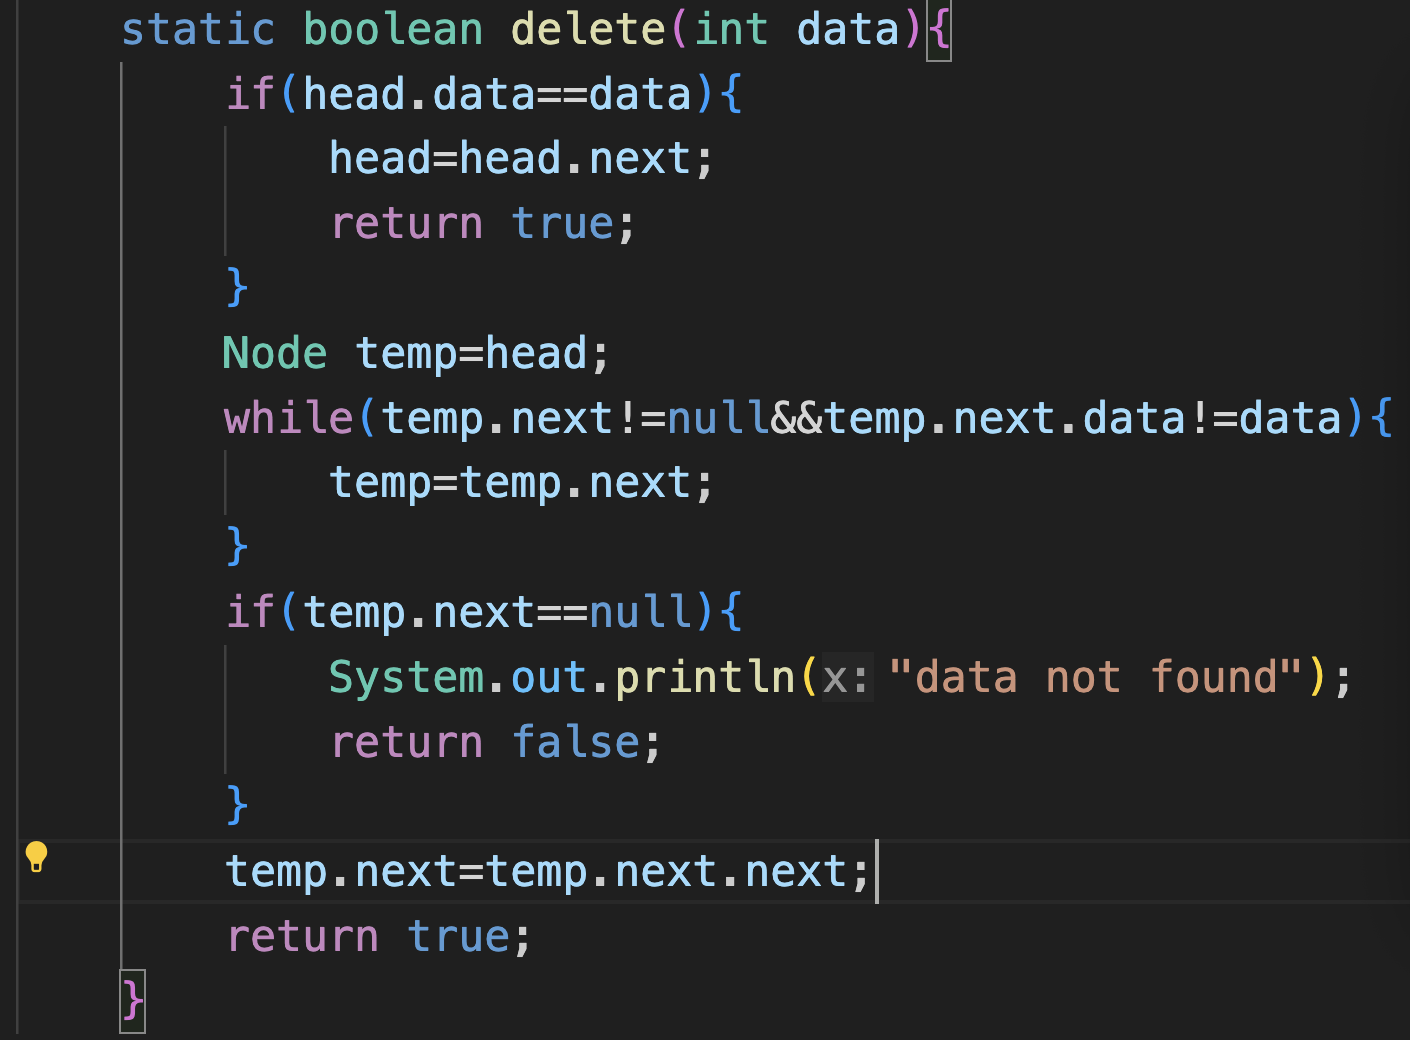 static boolean delete(int data){
if(head.data==data){
head=head.next;
return true;
}
Node temp=head;
while(temp.next!=null&&temp.next.data!=data){
temp=temp.next;
}
if(temp.next==null){
System.out.println(x:"data not found");
return false;
}
temp.next=temp.next.next;
return true;
}